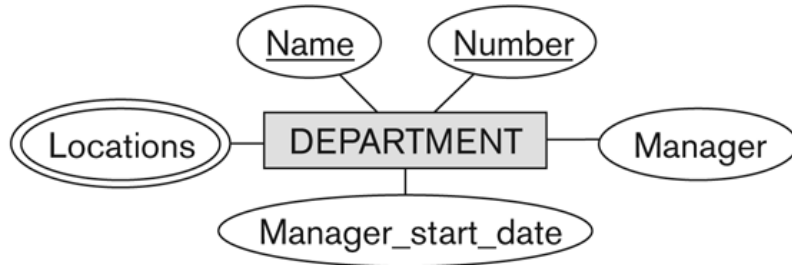 Name
Number
Locations
DEPARTMENT
Manager
Manager_start_date